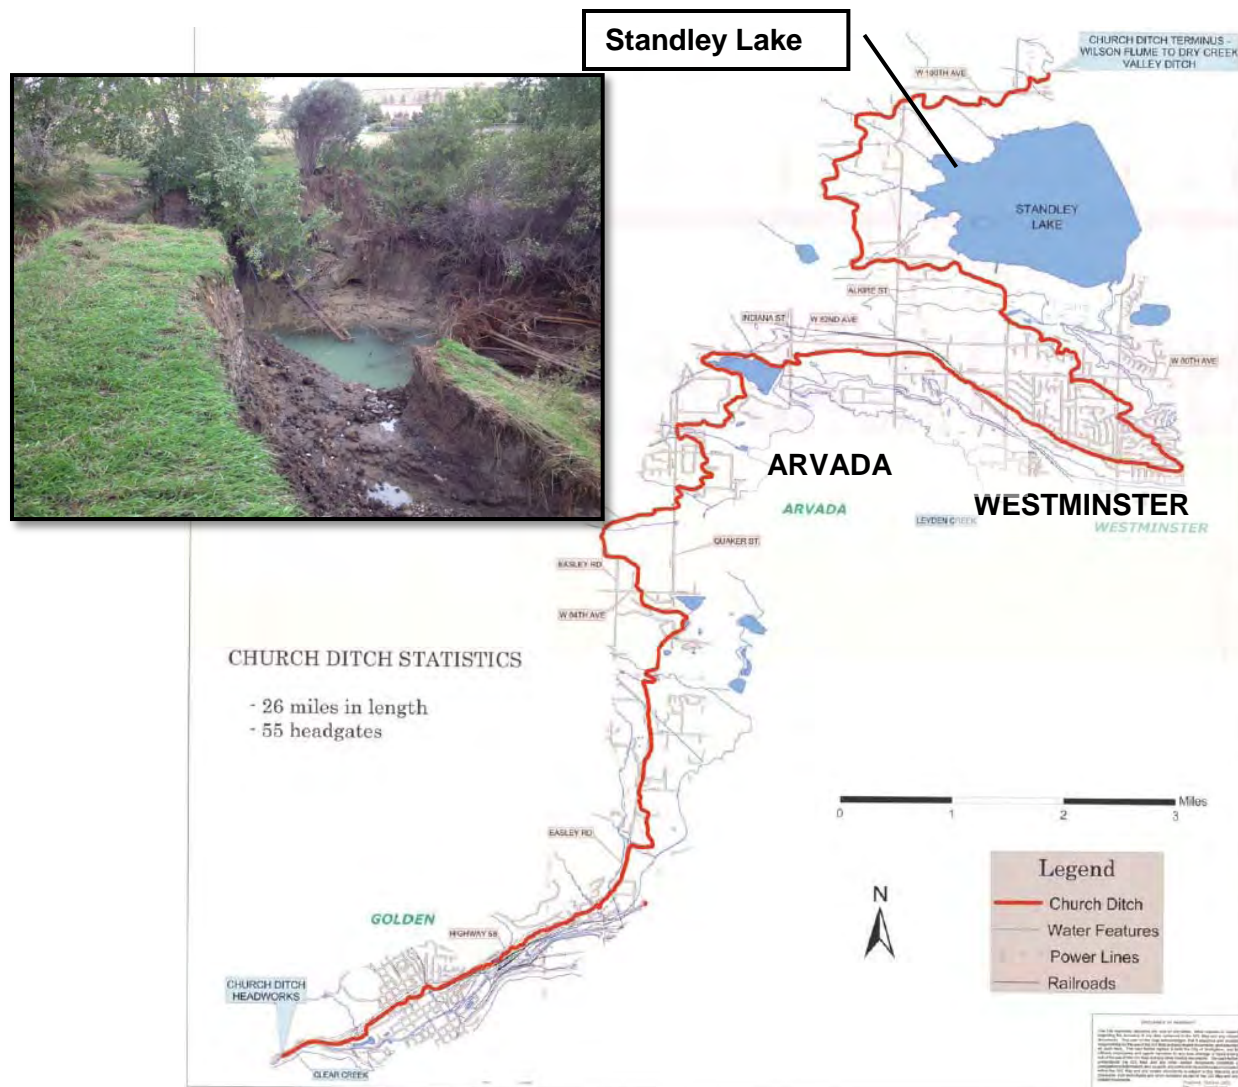 Standley Lake
CHURCH DITCH TERMINUS -
WILSON FLUME TO DRY CREEK
VALLEY DITCH
W 100TH AVE
STANDLEY
LAKE
ALKIRE ST
INDIANA ST
W 82ND AVE
W 80TH AVE
ARVADA
WESTMINSTER
ARVADA
LEYDEN CREEK
WESTMINSTER
QUAKER ST
EASLEY RD
W 64TH AVE
CHURCH DITCH STATISTICS
- 26 miles in length
- 55 headgates
0 1 2 3 Miles
EASLEY RD
Legend
Church Ditch
Water Features
Power Lines
Railroads
N
GOLDEN
HIGHWAY 58
CHURCH DITCH
HEADWORKS
CLEAR CREEK